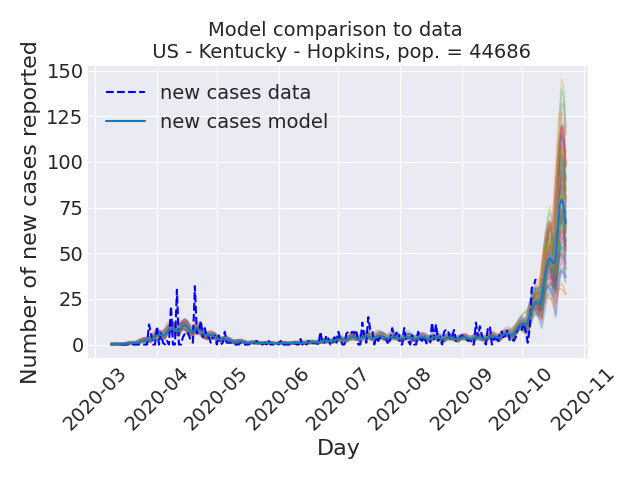 Model comparison to data
US - Kentucky - Hopkins, pop. = 44686
Number of new cases reported
150
125
100
75
50
25
0
new cases data
new cases model
2020-03
2020-04
2020-05
2020-06
2020-07
2020-08
2020-09
2020-10
2020-11
Day